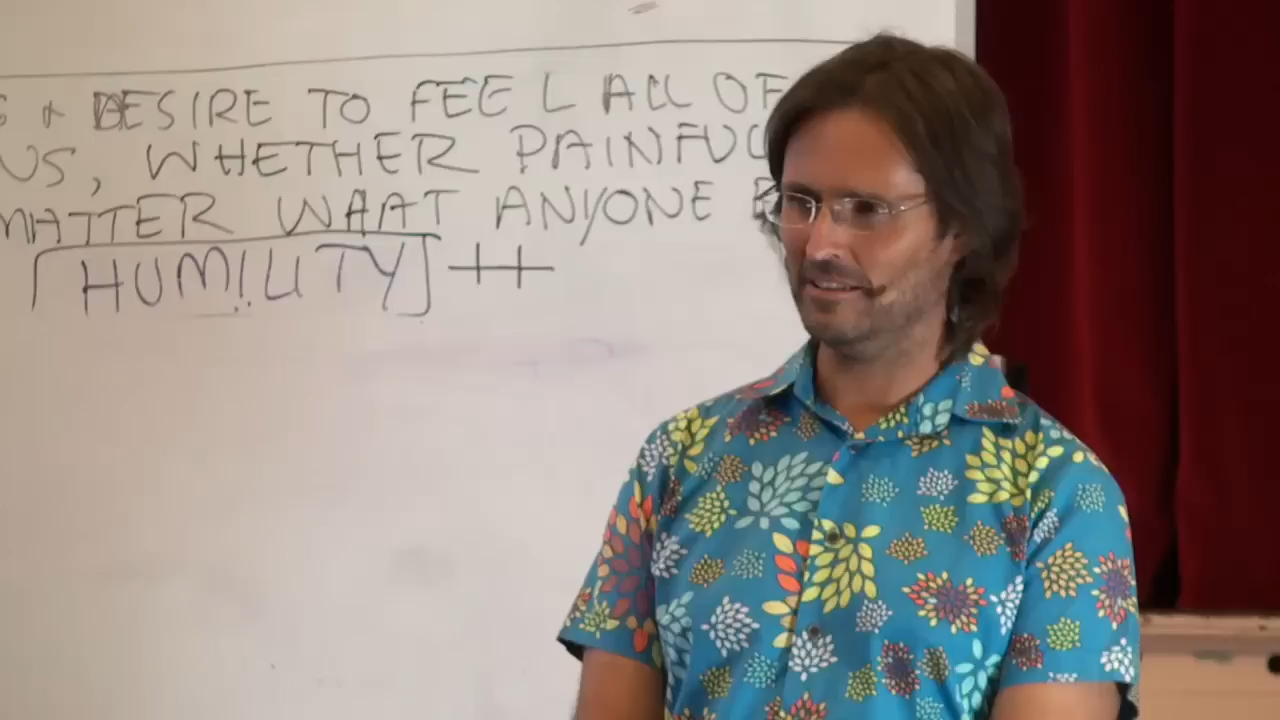 & DESIRE TO FEEL ALL OF
US, WHETHER PAINFUL
MATTER WHAT ANYONE
HUMILITY ++